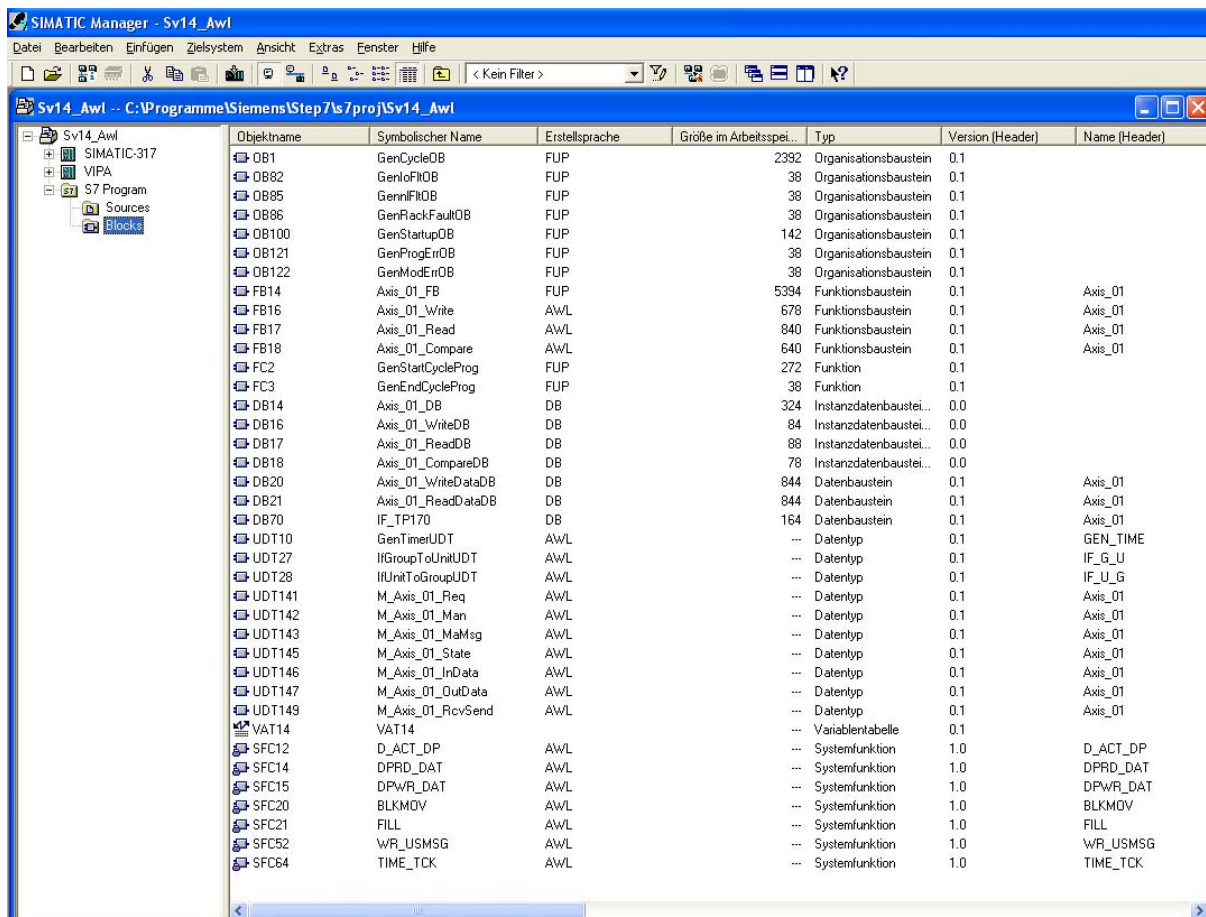 SIMATIC Manager - Sv14_Awl
Datei Bearbeiten Einfügen Zielsystem Ansicht Extras Fenster Hilfe
< Kein Filter >
Sv14_Awl -- C:\Programme\Siemens\Step7\s7proj\Sv14_Awl
Sv14_Awl
SIMATIC-317
VIPA
S7 Program
Sources
Blocks
Objektname Symbolischer Name Erstellsprache Größe im Arbeitsspei... Typ Version (Header) Name (Header)
OB1 GenCycleOB FUP 2392 Organisationsbaustein 0.1
OB82 GenIoFltOB FUP 38 Organisationsbaustein 0.1
OB85 GennlFltOB FUP 38 Organisationsbaustein 0.1
OB86 GenRackFaultOB FUP 38 Organisationsbaustein 0.1
OB100 GenStartupOB FUP 142 Organisationsbaustein 0.1
OB121 GenProgErrOB FUP 38 Organisationsbaustein 0.1
OB122 GenModErrOB FUP 38 Organisationsbaustein 0.1
FB14 Axis_01_FB FUP 5394 Funktionsbaustein 0.1 Axis_01
FB16 Axis_01_Write AWL 678 Funktionsbaustein 0.1 Axis_01
FB17 Axis_01_Read AWL 840 Funktionsbaustein 0.1 Axis_01
FB18 Axis_01_Compare AWL 640 Funktionsbaustein 0.1 Axis_01
FC2 GenStartCycleProg FUP 272 Funktion 0.1
FC3 GenEndCycleProg FUP 38 Funktion 0.1
DB14 Axis_01_DB DB 324 Instanzdatenbaustei... 0.0
DB16 Axis_01_WriteDB DB 84 Instanzdatenbaustei... 0.0
DB17 Axis_01_ReadDB DB 88 Instanzdatenbaustei... 0.0
DB18 Axis_01_CompareDB DB 78 Instanzdatenbaustei... 0.0
DB20 Axis_01_WriteDataDB DB 844 Datenbaustein 0.1 Axis_01
DB21 Axis_01_ReadDataDB DB 844 Datenbaustein 0.1 Axis_01
DB70 IF_TP170 DB 164 Datenbaustein 0.1 Axis_01
UDT10 GenTimerUDT AWL --- Datentyp 0.1 GEN_TIME
UDT27 IfGroupToUnitUDT AWL --- Datentyp 0.1 IF_G_U
UDT28 IfUnitToGroupUDT AWL --- Datentyp 0.1 IF_U_G
UDT141 M_Axis_01_Req AWL --- Datentyp 0.1 Axis_01
UDT142 M_Axis_01_Man AWL --- Datentyp 0.1 Axis_01
UDT143 M_Axis_01_MaMsg AWL --- Datentyp 0.1 Axis_01
UDT145 M_Axis_01_State AWL --- Datentyp 0.1 Axis_01
UDT146 M_Axis_01_InData AWL --- Datentyp 0.1 Axis_01
UDT147 M_Axis_01_OutData AWL --- Datentyp 0.1 Axis_01
UDT149 M_Axis_01_RcvSend AWL --- Datentyp 0.1 Axis_01
VAT14 VAT14 --- Variablentabelle 0.1
SFC12 D_ACT_DP AWL --- Systemfunktion 1.0 D_ACT_DP
SFC14 DPRD_DAT AWL --- Systemfunktion 1.0 DPRD_DAT
SFC15 DPWR_DAT AWL --- Systemfunktion 1.0 DPWR_DAT
SFC20 BLKMOV AWL --- Systemfunktion 1.0 BLKMOV
SFC21 FILL AWL --- Systemfunktion 1.0 FILL
SFC52 WR_USMSG AWL --- Systemfunktion 1.0 WR_USMSG
SFC64 TIME_TCK AWL --- Systemfunktion 1.0 TIME_TCK